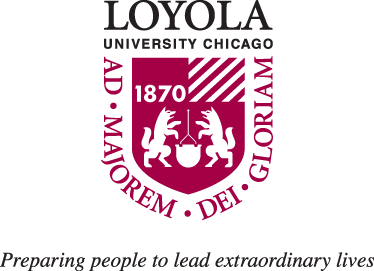 LOYOLA
UNIVERSITY CHICAGO
AD • MAJOREM • DEI • GLORIAM
1870
Preparing people to lead extraordinary lives